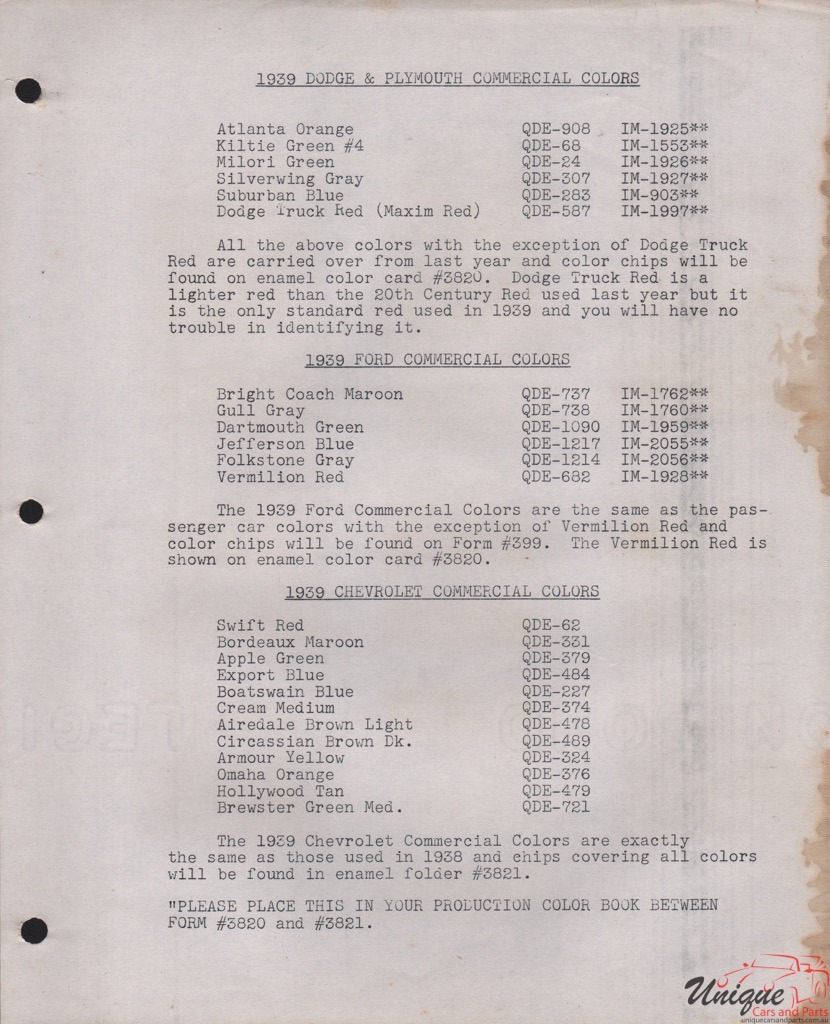 1939 DODGE & PLYMOUTH COMMERCIAL COLORS
Atlanta Orange QDE-908 IM-1925**
Kiltie Green #4 QDE-68 IM-1553**
Milori Green QDE-24 IM-1926**
Silverwing Gray QDE-307 IM-1927**
Suburban Blue QDE-283 IM-903**
Dodge Truck Red (Maxim Red) QDE-587 IM-1997**
All the above colors with the exception of Dodge Truck
Red are carried over from last year and color chips will be
found on enamel color card #3820. Dodge Truck Red is a
lighter red than the 20th Century Red used last year but it
is the only standard red used in 1939 and you will have no
trouble in identifying it.
1939 FORD COMMERCIAL COLORS
Bright Coach Maroon QDE-737 IM-1762**
Gull Gray QDE-738 IM-1760**
Dartmouth Green QDE-1090 IM-1959**
Jefferson Blue QDE-1217 IM-2055**
Folkstone Gray QDE-1214 IM-2056**
Vermilion Red QDE-682 IM-1928**
The 1939 Ford Commercial Colors are the same as the pas-
senger car colors with the exception of Vermilion Red and
color chips will be found on Form #399. The Vermilion Red is
shown on enamel color card #3820.
1939 CHEVROLET COMMERCIAL COLORS
Swift Red QDE-62
Bordeaux Maroon QDE-331
Apple Green QDE-379
Export Blue QDE-484
Boatswain Blue QDE-227
Cream Medium QDE-374
Airedale Brown Light QDE-478
Circassian Brown Dk. QDE-489
Armour Yellow QDE-324
Omaha Orange QDE-376
Hollywood Tan QDE-479
Brewster Green Med. QDE-721
The 1939 Chevrolet Commercial Colors are exactly
the same as those used in 1938 and chips covering all colors
will be found in enamel folder #3821.
"PLEASE PLACE THIS IN YOUR PRODUCTION COLOR BOOK BETWEEN
FORM #3820 and #3821.
Unique
Cars and Parts
uniquecarsandparts.com.au